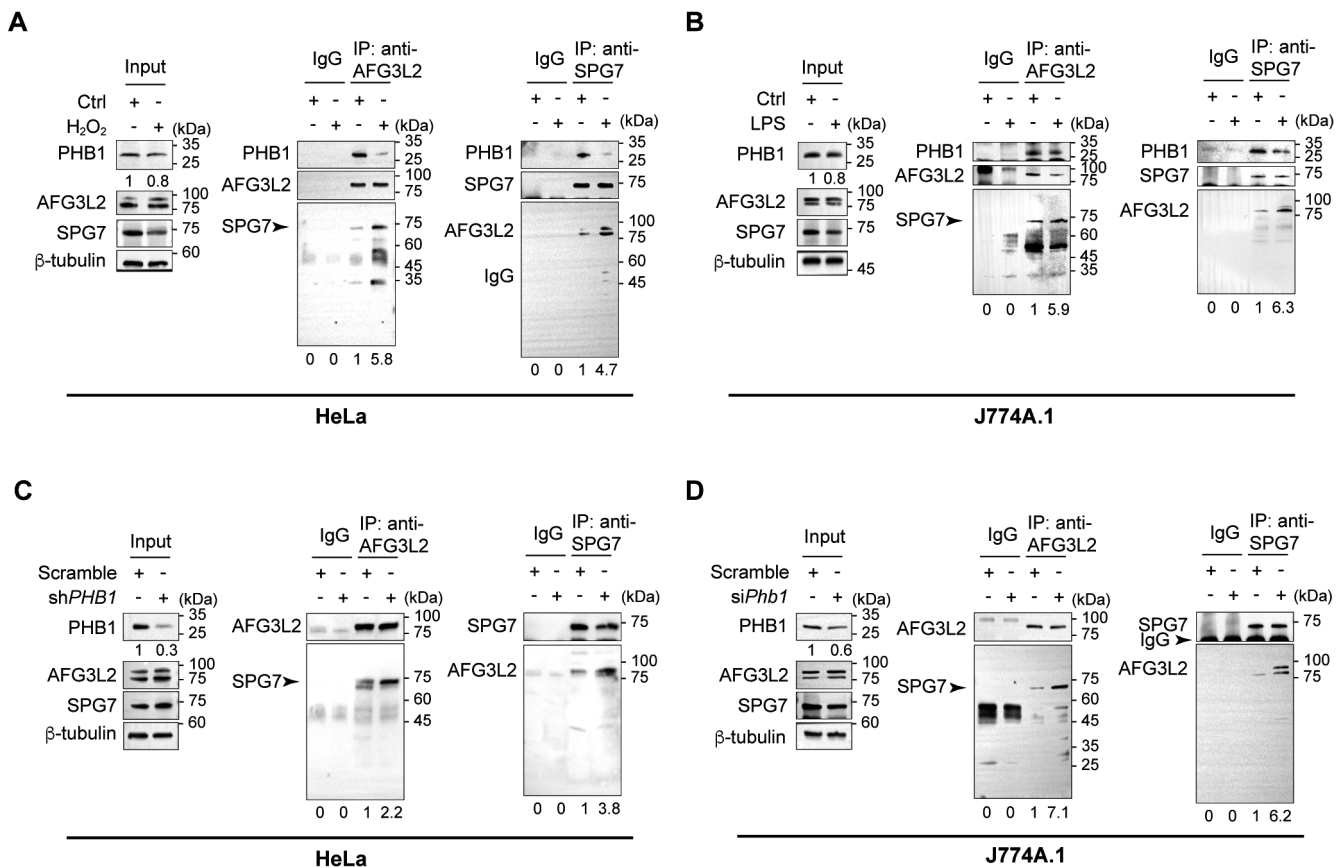 A
Input
IgG
IP: anti-
AFG3L2
IgG
IP: anti-
SPG7
Ctrl + - + - + - + - + - + -
H₂O₂ - + (kDa) - + - + (kDa) - + - + (kDa)
PHB1 35 25 PHB1 35 25 PHB1 35 25
1 0.8
AFG3L2 100 75 AFG3L2 100 75 SPG7 75
SPG7 75 60 SPG7 75 60 45 35 AFG3L2 100 75 60 45
β-tubulin
IgG
0 0 1 5.8 0 0 1 4.7
HeLa
B
Input
IgG
IP: anti-
AFG3L2
IgG
IP: anti-
SPG7
Ctrl + - + - + - + - + -
LPS - + (kDa) - + - + (kDa) - + - + (kDa)
PHB1 35 25 PHB1 35 25 PHB1 35 25
1 0.8
AFG3L2 100 75 AFG3L2 100 75 SPG7 75
SPG7 75 60 SPG7 75 60 45 35 AFG3L2 100 75
β-tubulin 45
0 0 1 5.9 0 0 1 6.3
J774A.1
C
Input
IgG
IP: anti-
AFG3L2
IgG
IP: anti-
SPG7
Scramble + - + - + - + - + -
shPHB1 - + (kDa) - + - + (kDa) - + - + (kDa)
PHB1 35 25 AFG3L2 100 75 SPG7 75
1 0.3
AFG3L2 100 75 SPG7 75 60 45 AFG3L2 100 75
SPG7 75 60
β-tubulin
0 0 1 2.2 0 0 1 3.8
HeLa
D
Input
IgG
IP: anti-
AFG3L2
IgG
IP: anti-
SPG7
Scramble + - + - + - + - + -
siPhb1 - + (kDa) - + - + (kDa) - + - + (kDa)
PHB1 35 25 AFG3L2 100 75 SPG7 75
IgG
1 0.6
AFG3L2 100 75 SPG7 75 60 45 35 25 AFG3L2 100 75
SPG7 75 60
β-tubulin
0 0 1 7.1 0 0 1 6.2
J774A.1